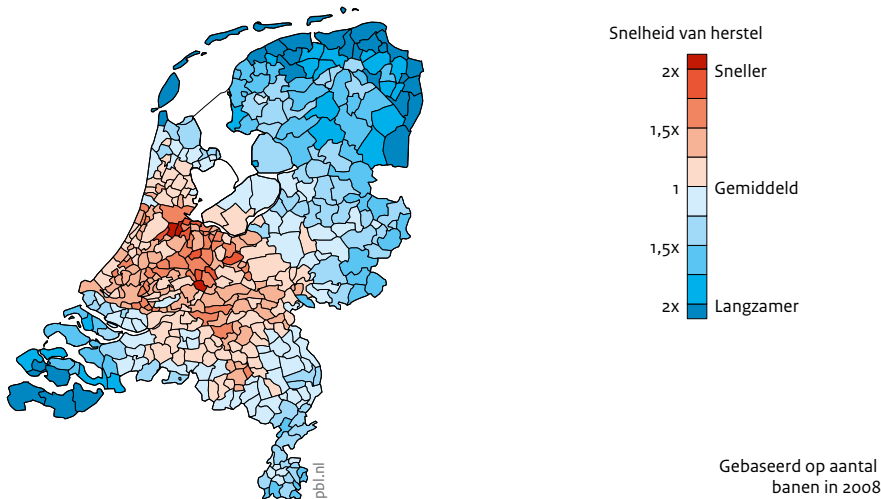 Snelheid van herstel
2x Sneller
1,5x
1 Gemiddeld
1,5x
2x Langzamer
pbl.nl
Gebaseerd op aantal
banen in 2008